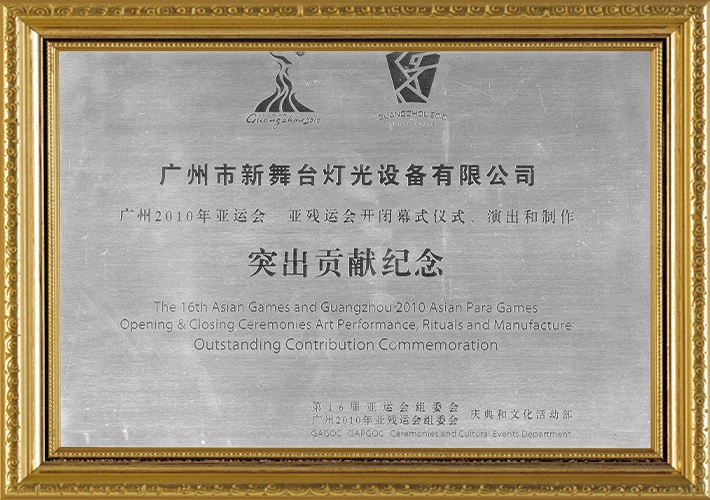 Guangzhou 2010
GUANGZHOU 2010
广州市新舞台灯光设备有限公司
广州2010年亚运会 亚残运会开闭幕式仪式、演出和制作
突出贡献纪念
The 16th Asian Games and Guangzhou 2010 Asian Para Games
Opening & Closing Ceremonies Art Performance, Rituals and Manufacture
Outstanding Contribution Commemoration
第16届亚运会组委会
广州2010年亚残运会组委会 庆典和文化活动部
GAGOC GAPGOC Ceremonies and Cultural Events Department